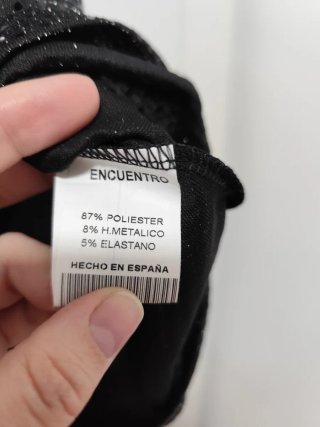 ENCUENTRO
87% POLIESTER
8% H.METALICO
5% ELASTANO
HECHO EN ESPAÑA